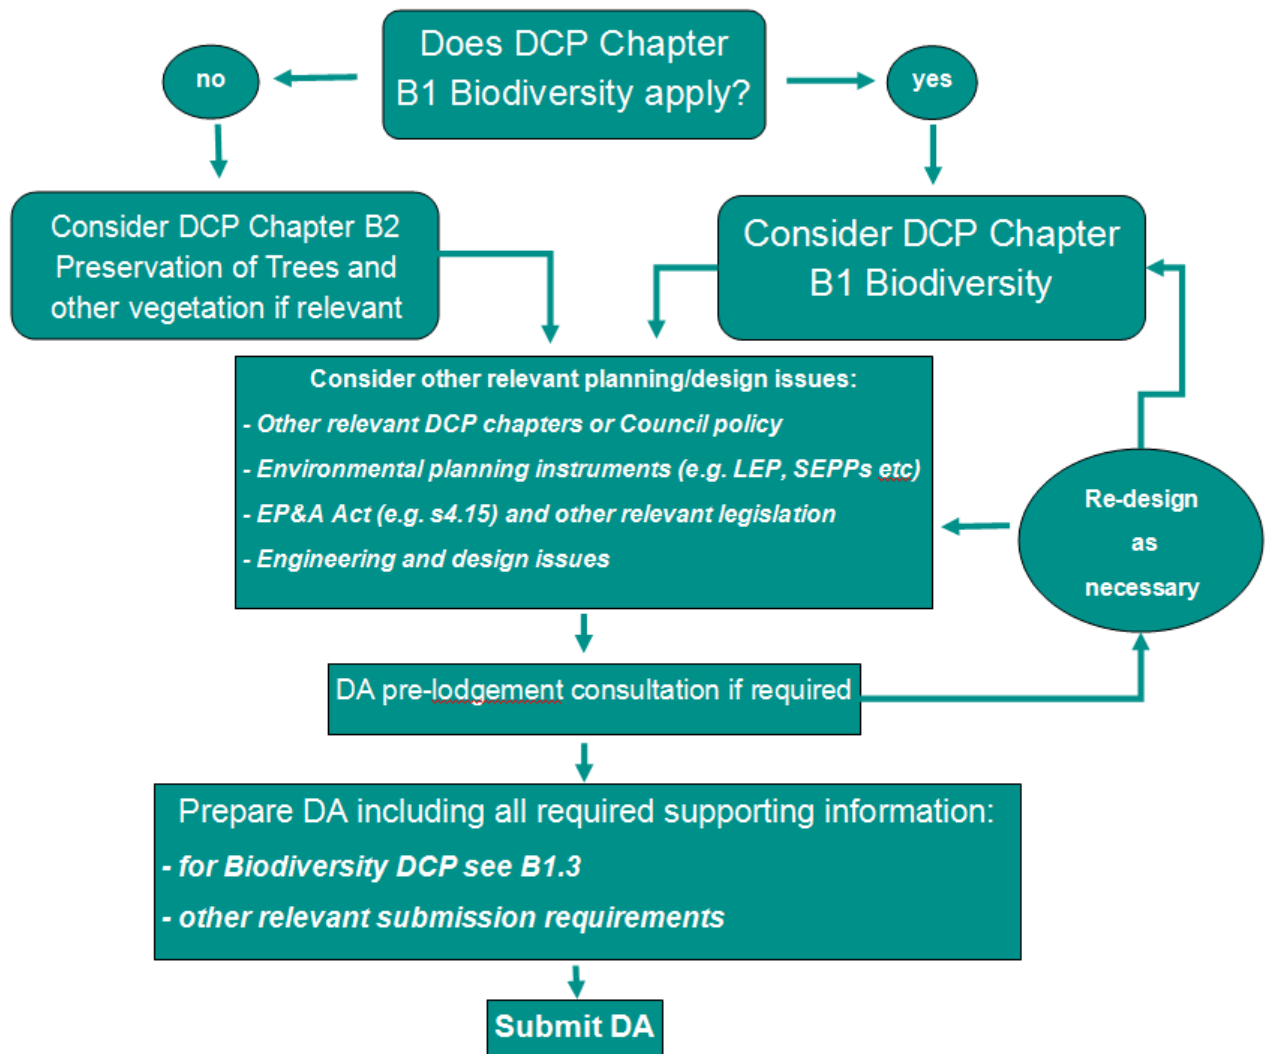 Does DCP Chapter
B1 Biodiversity apply?
no
yes
Consider DCP Chapter B2
Preservation of Trees and
other vegetation if relevant
Consider DCP Chapter
B1 Biodiversity
Consider other relevant planning/design issues:
- Other relevant DCP chapters or Council policy
- Environmental planning instruments (e.g. LEP, SEPPs etc)
- EP&A Act (e.g. s4.15) and other relevant legislation
- Engineering and design issues
Re-design
as
necessary
DA pre-lodgement consultation if required
Prepare DA including all required supporting information:
- for Biodiversity DCP see B1.3
- other relevant submission requirements
Submit DA